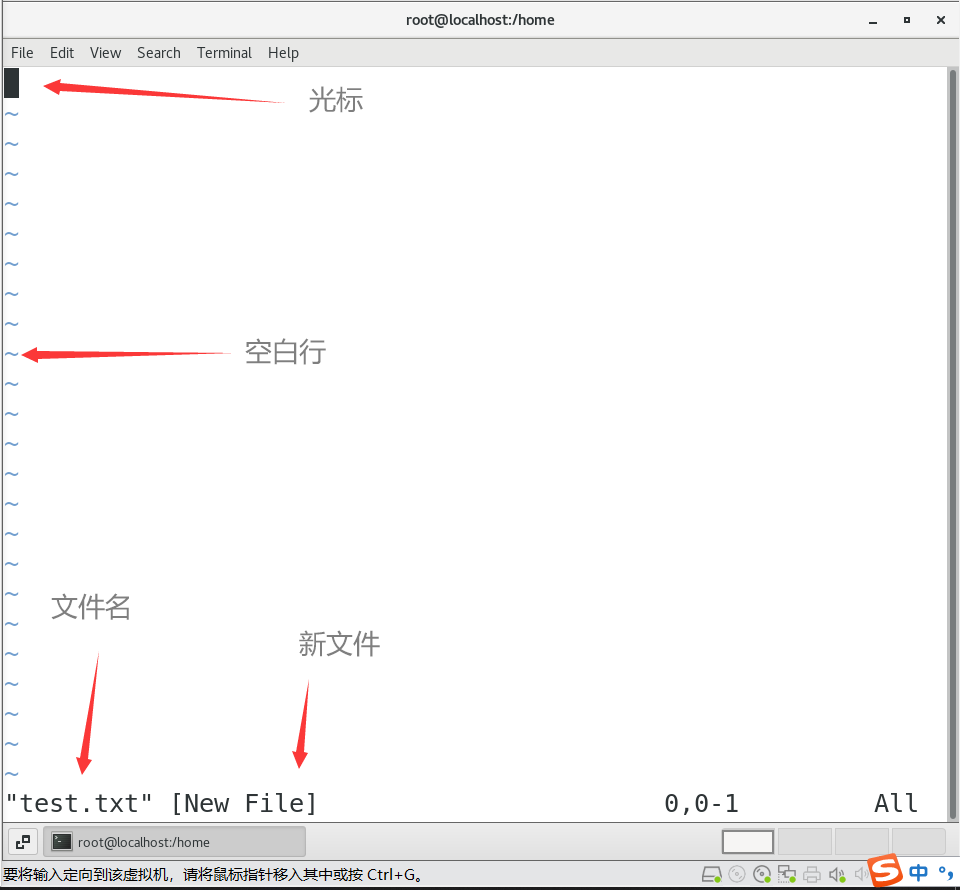 root@localhost:/home
File Edit View Search Terminal Help
光标
~
~
~
~
~
~
~
~
~ 空白行
~
~
~
~
~
~
~
~
文件名
~
新文件
~
~
~
~
~
"test.txt" [New File] 0,0-1 All
root@localhost:/home
要将输入定向到该虚拟机，请将鼠标指针移入其中或按 Ctrl+G。
S 中 °,